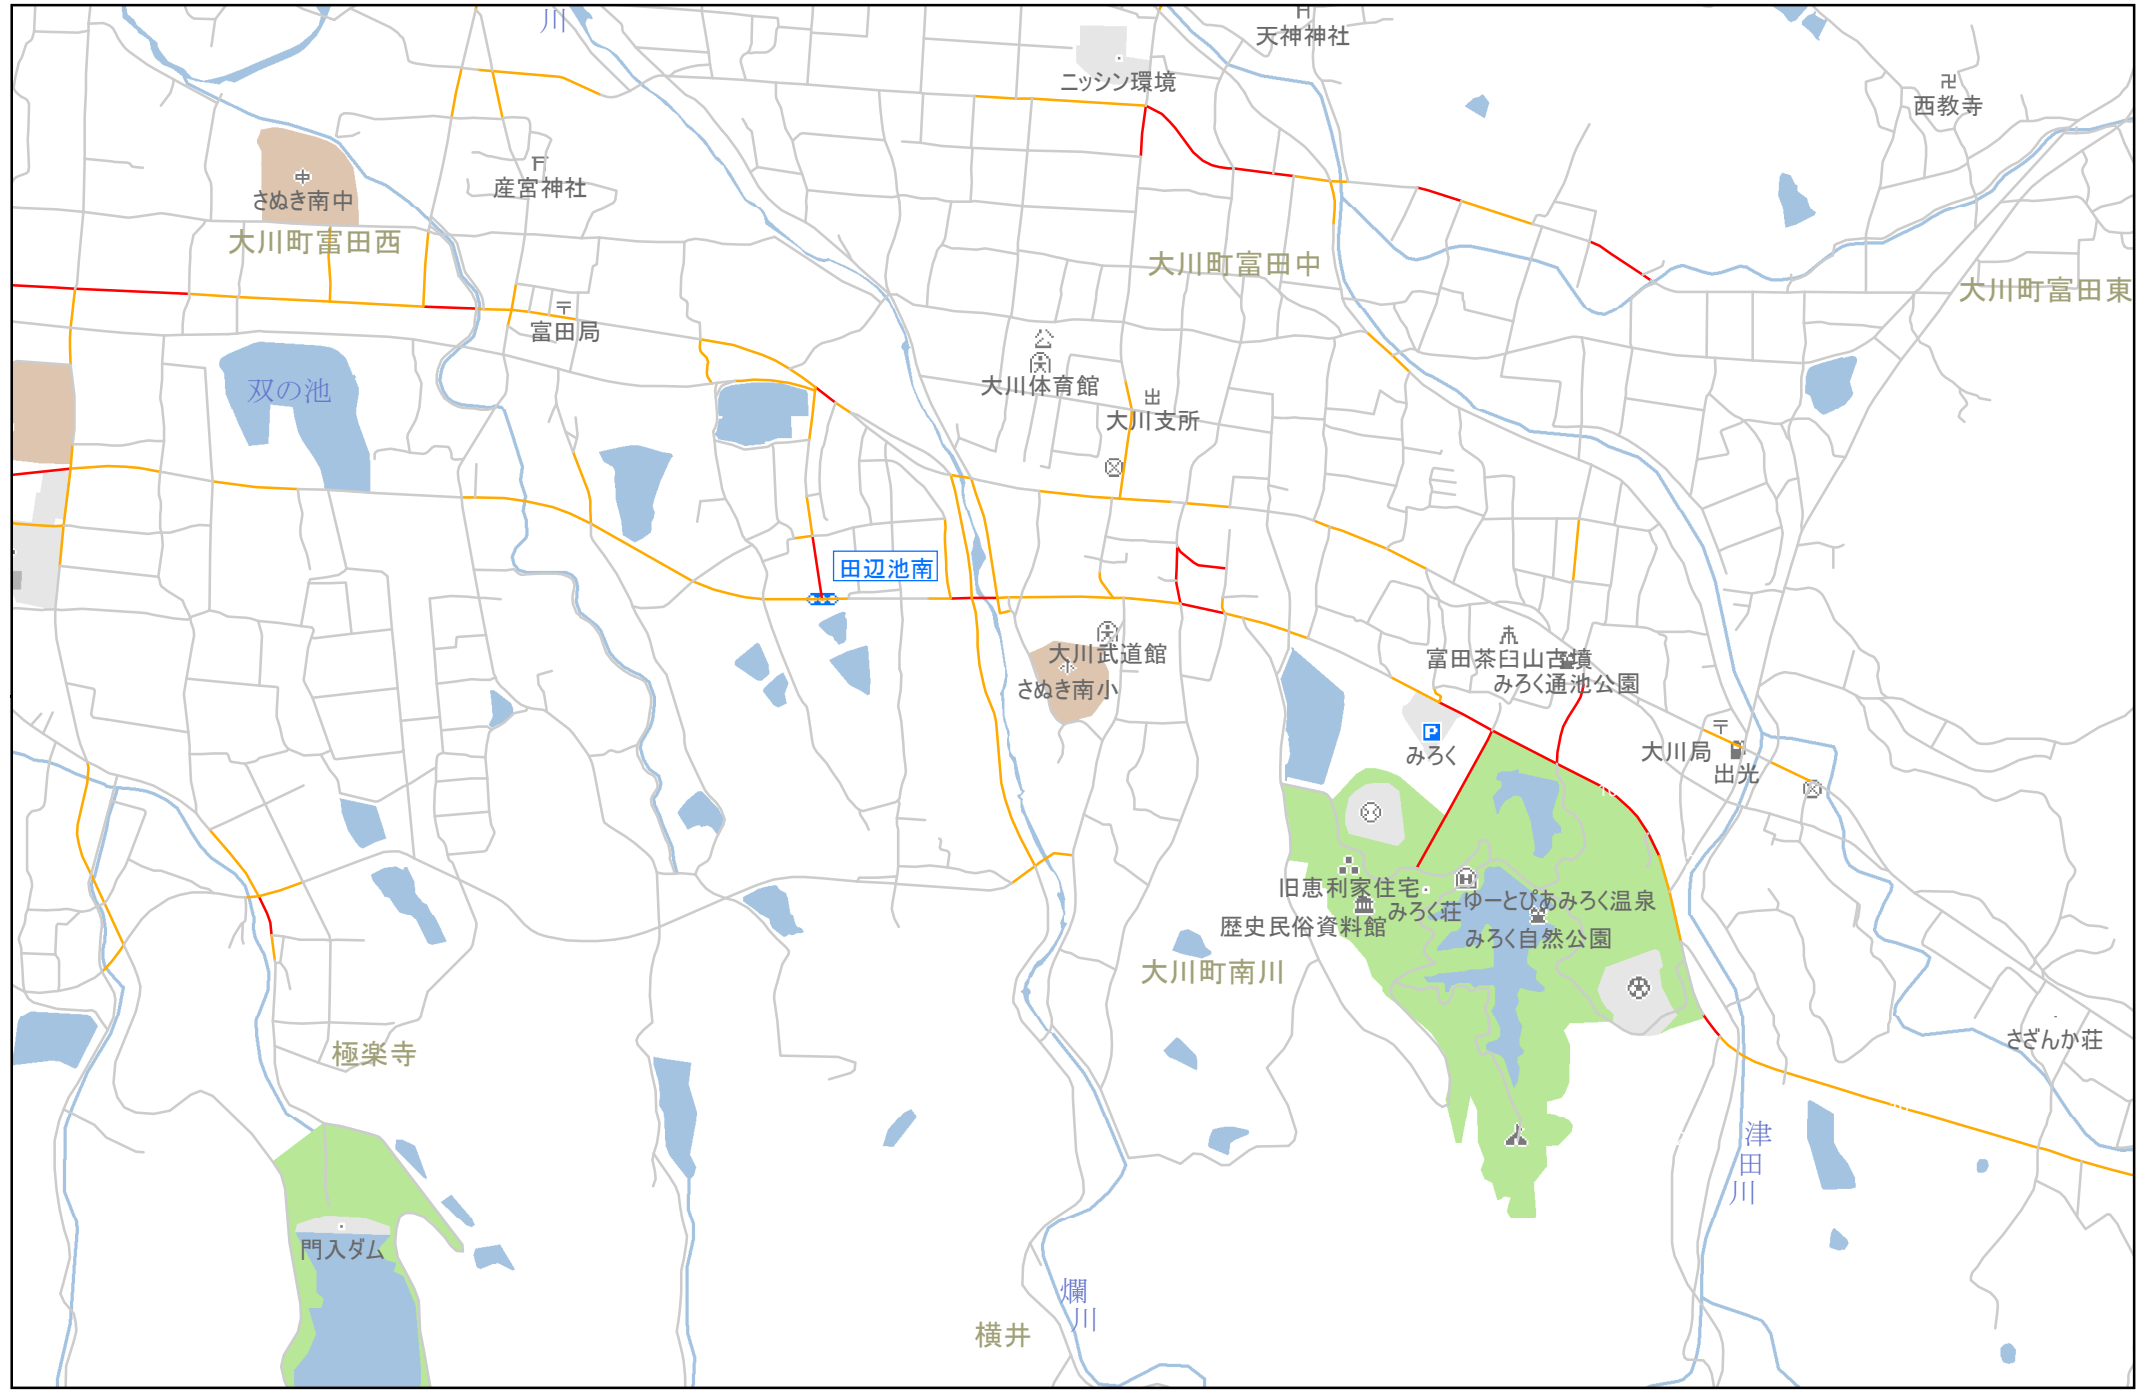 川
天神神社
ニッシン環境
西教寺
さぬき南中
産宮神社
大川町富田西
大川町富田中
大川町富田東
富田局
双の池
大川体育館
大川支所
田辺池南
大川武道館
さぬき南小
富田茶臼山古墳
みろく通池公園
P
みろく
大川局
出光
旧恵利家住宅
みろく荘
ゆーとぴあみろく温泉
歴史民俗資料館
みろく自然公園
大川町南川
さざんか荘
極楽寺
津田川
門入ダム
爛川
横井